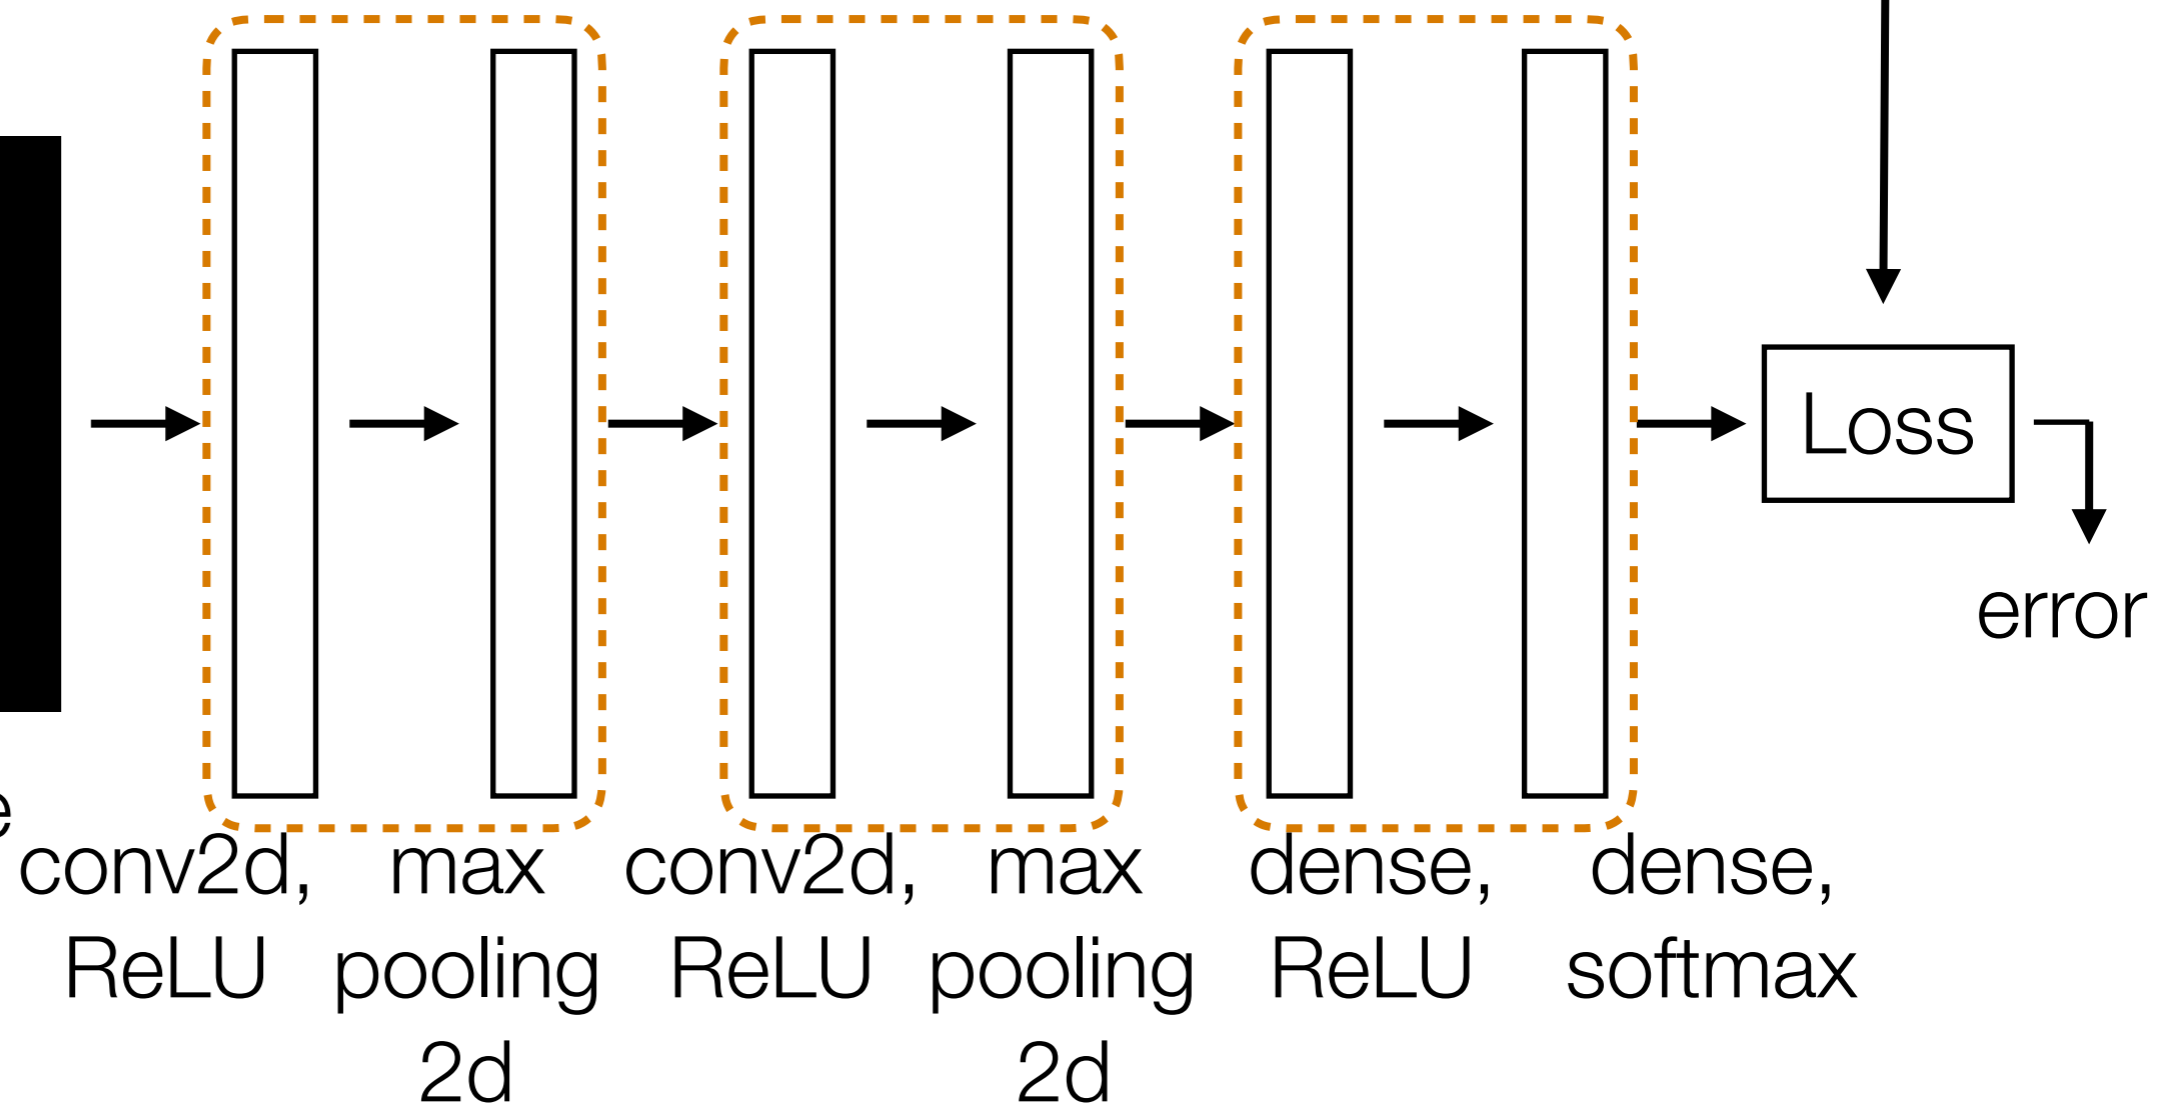 Loss
error
conv2d,
ReLU
max
pooling
2d
conv2d,
ReLU
max
pooling
2d
dense,
ReLU
dense,
softmax